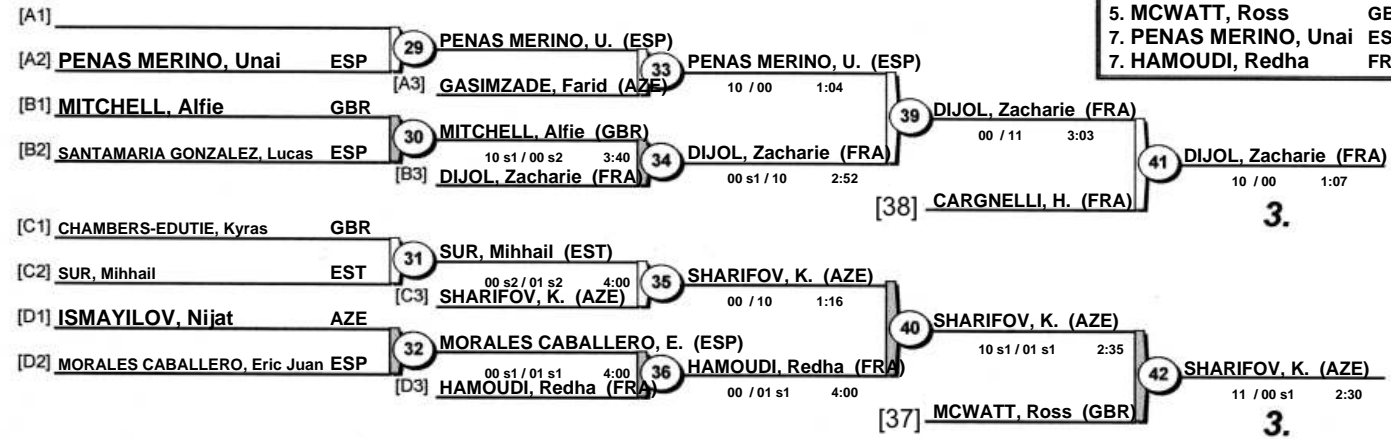 5. MCWATT, Ross
7. PENAS MERINO, Unai
7. HAMOUDI, Redha FR
[A1]
[A2] PENAS MERINO, Unai ESP
29
PENAS MERINO, U. (ESP)
[A3] GASIMZADE, Farid (AZE)
33
PENAS MERINO, U. (ESP)
10 / 00 1:04
[B1] MITCHELL, Alfie GBR
[B2] SANTAMARIA GONZALEZ, Lucas ESP
30
MITCHELL, Alfie (GBR)
10 s1 / 00 s2 3:40
[B3] DIJOL, Zacharie (FRA)
34
DIJOL, Zacharie (FRA)
00 s1 / 10 2:52
39
DIJOL, Zacharie (FRA)
00 / 11 3:03
[38] CARGNELLI, H. (FRA)
41
DIJOL, Zacharie (FRA)
10 / 00 1:07
3.
[C1] CHAMBERS-EDUTIE, Kyras GBR
[C2] SUR, Mihhail EST
31
SUR, Mihhail (EST)
00 s2 / 01 s2 4:00
[C3] SHARIFOV, K. (AZE)
35
SHARIFOV, K. (AZE)
00 / 10 1:16
[D1] ISMAYILOV, Nijat AZE
[D2] MORALES CABALLERO, Eric Juan ESP
32
MORALES CABALLERO, E. (ESP)
00 s1 / 01 s1 4:00
[D3] HAMOUDI, Redha (FRA)
36
HAMOUDI, Redha (FRA)
00 / 01 s1 4:00
40
SHARIFOV, K. (AZE)
10 s1 / 01 s1 2:35
[37] MCWATT, Ross (GBR)
42
SHARIFOV, K. (AZE)
11 / 00 s1 2:30
3.